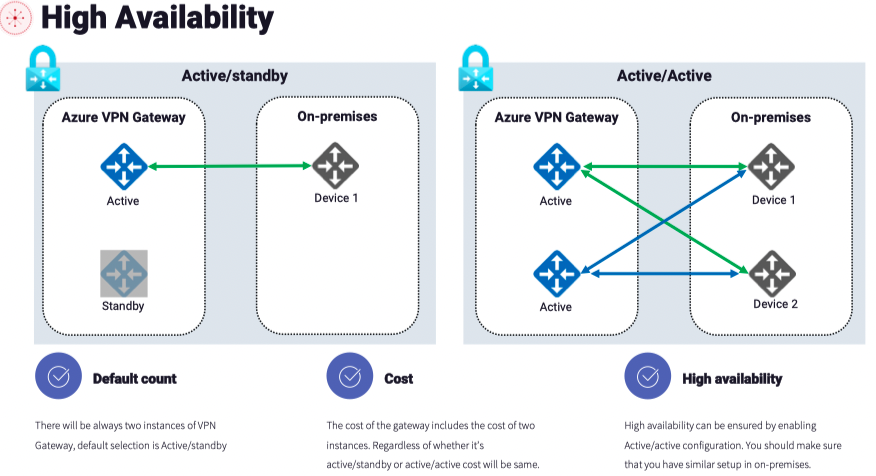 High Availability
Active/standby
Azure VPN Gateway
On-premises
Active
Device 1
Standby
Active/Active
Azure VPN Gateway
On-premises
Active
Device 1
Active
Device 2
Default count
There will be always two instances of VPN
Gateway, default selection is Active/standby
Cost
The cost of the gateway includes the cost of two
instances. Regardless of whether it's
active/standby or active/active cost will be same.
High availability
High availability can be ensured by enabling
Active/active configuration. You should make sure
that you have similar setup in on-premises.